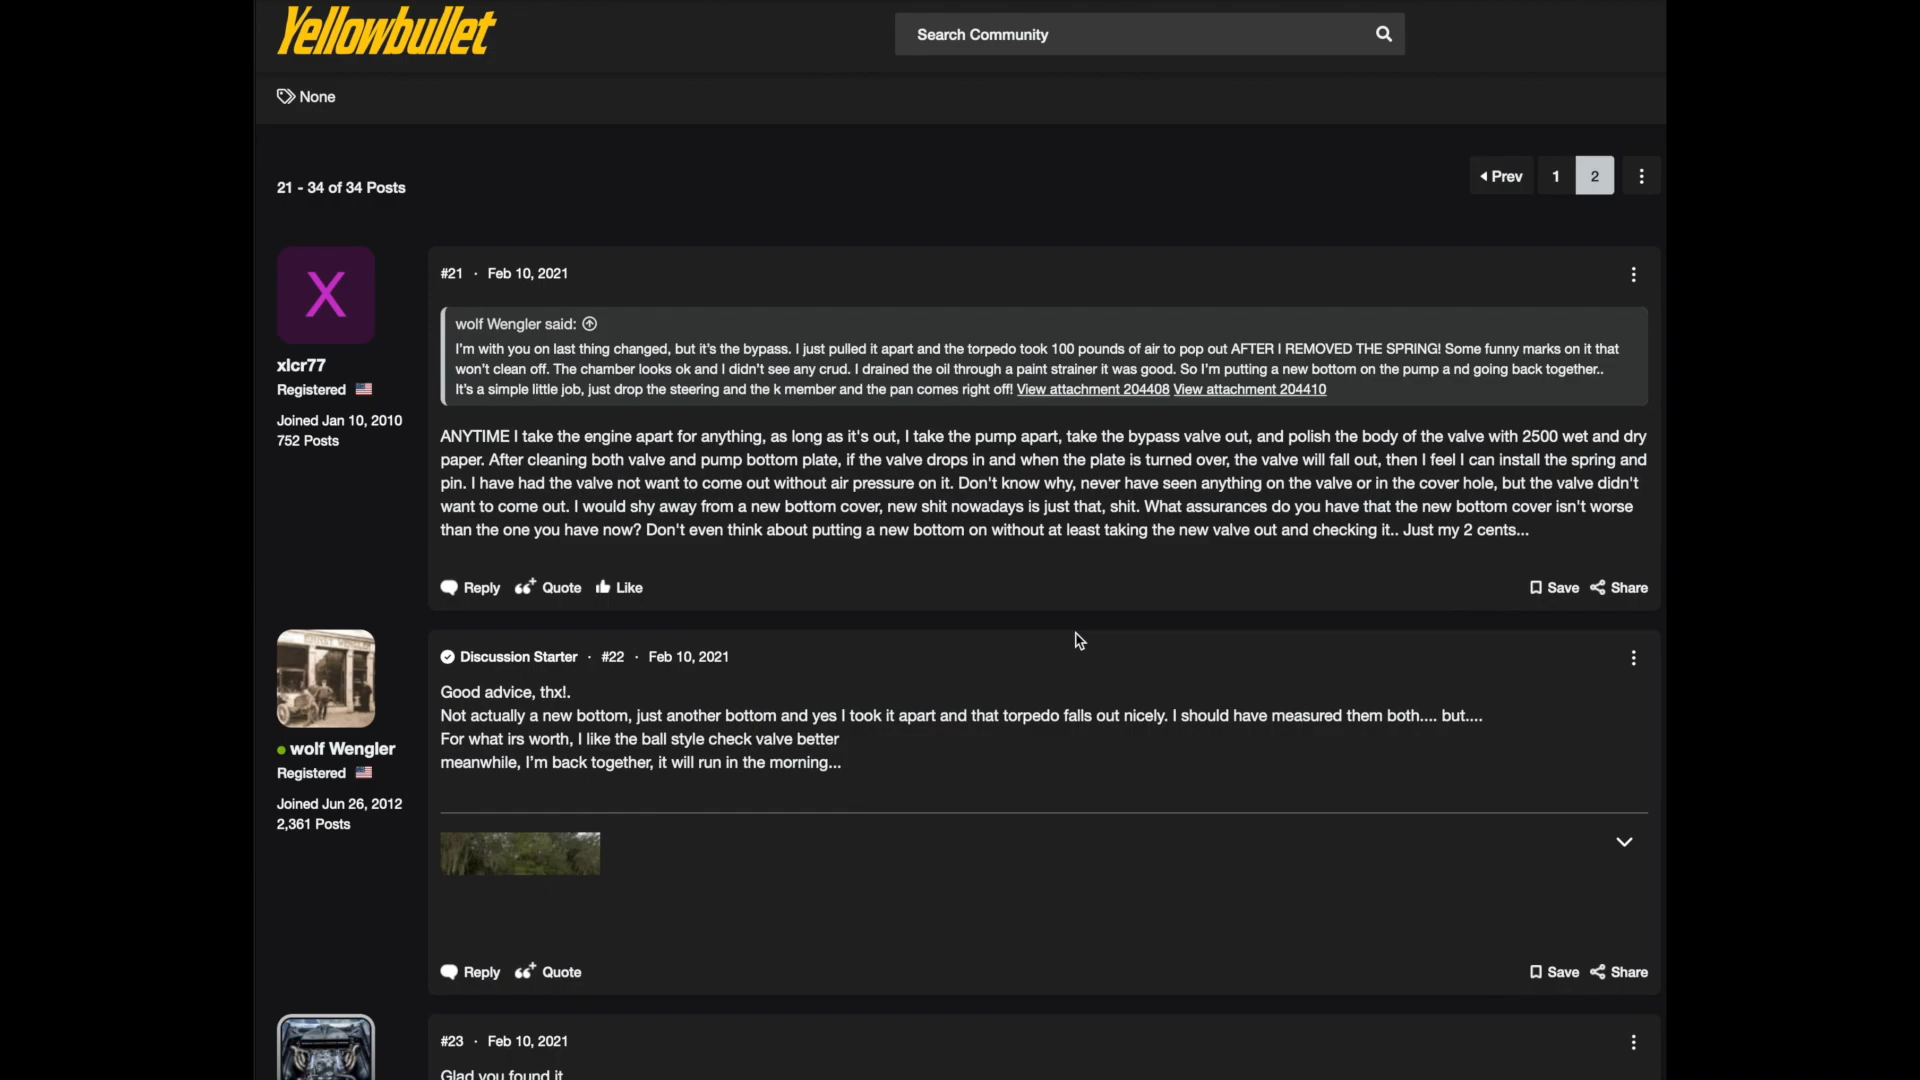 Yellowbullet
Search Community
None
21 - 34 of 34 Posts
Prev 1 2
X
xlcr77
Registered
Joined Jan 10, 2010
752 Posts
#21 · Feb 10, 2021
wolf Wengler said:
I'm with you on last thing changed, but it's the bypass. I just pulled it apart and the torpedo took 100 pounds of air to pop out AFTER I REMOVED THE SPRING! Some funny marks on it that
won't clean off. The chamber looks ok and I didn't see any crud. I drained the oil through a paint strainer it was good. So I'm putting a new bottom on the pump a nd going back together..
It's a simple little job, just drop the steering and the k member and the pan comes right off! View attachment 204408 View attachment 204410
ANYTIME I take the engine apart for anything, as long as it's out, I take the pump apart, take the bypass valve out, and polish the body of the valve with 2500 wet and dry
paper. After cleaning both valve and pump bottom plate, if the valve drops in and when the plate is turned over, the valve will fall out, then I feel I can install the spring and
pin. I have had the valve not want to come out without air pressure on it. Don't know why, never have seen anything on the valve or in the cover hole, but the valve didn't
want to come out. I would shy away from a new bottom cover, new shit nowadays is just that, shit. What assurances do you have that the new bottom cover isn't worse
than the one you have now? Don't even think about putting a new bottom on without at least taking the new valve out and checking it.. Just my 2 cents...
Reply Quote Like Save Share
wolf Wengler
Registered
Joined Jun 26, 2012
2,361 Posts
Discussion Starter · #22 · Feb 10, 2021
Good advice, thx!.
Not actually a new bottom, just another bottom and yes I took it apart and that torpedo falls out nicely. I should have measured them both.... but....
For what irs worth, I like the ball style check valve better
meanwhile, I'm back together, it will run in the morning...
Reply Quote Save Share
#23 · Feb 10, 2021
Glad you found it